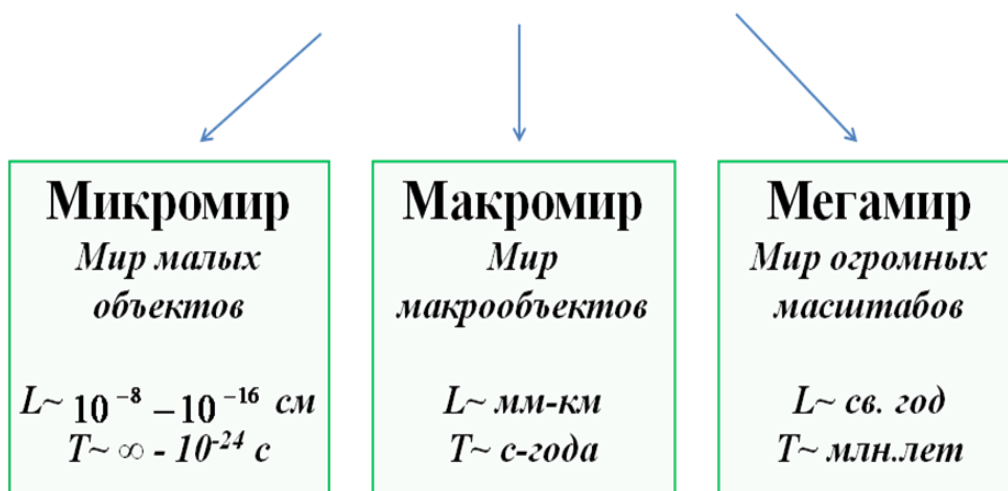 Микромир
Мир малых
объектов
L~ 10⁻⁸ – 10⁻¹⁶ см
T~ ∞ - 10⁻²⁴ с
Макромир
Мир
макрообъектов
L~ мм-км
T~ с-года
Мегамир
Мир огромных
масштабов
L~ св. год
T~ млн.лет